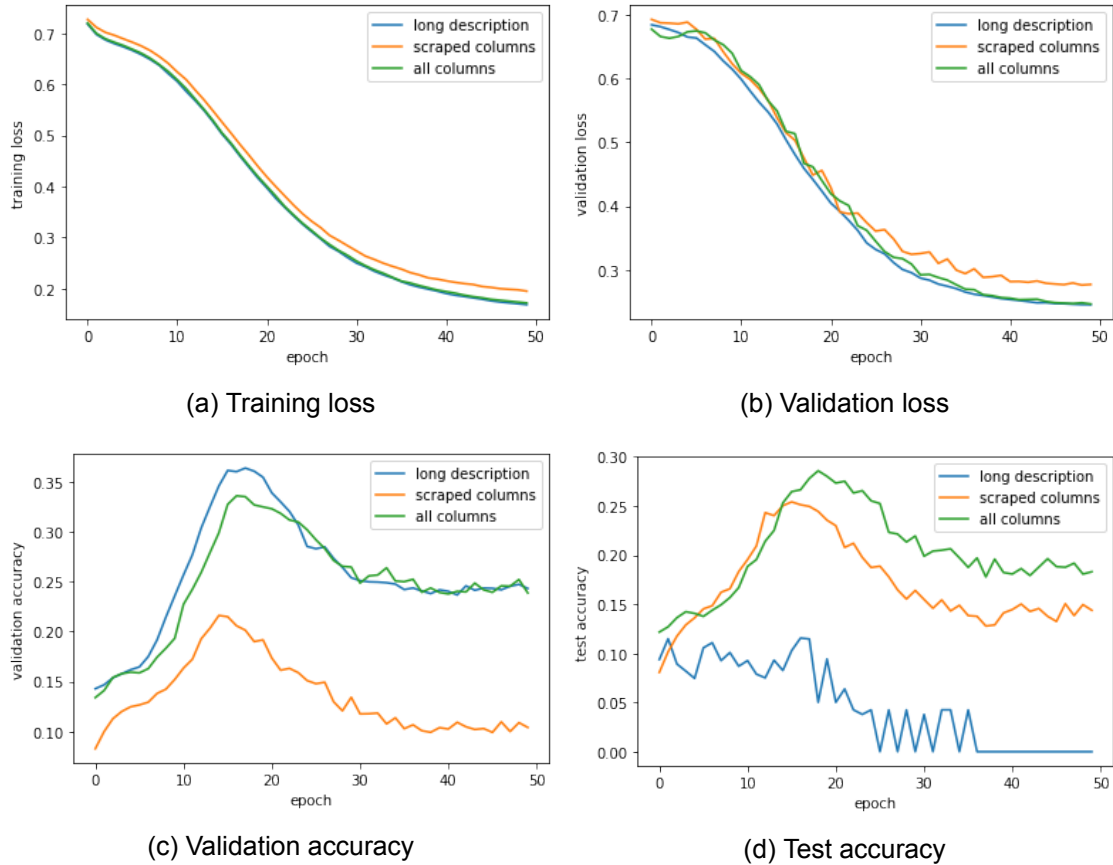 long description
scraped columns
all columns
0.7
0.6
0.5
0.4
0.3
0.2
training loss
0 10 20 30 40 50
epoch
(a) Training loss
long description
scraped columns
all columns
0.7
0.6
0.5
0.4
0.3
validation loss
0 10 20 30 40 50
epoch
(b) Validation loss
long description
scraped columns
all columns
0.35
0.30
0.25
0.20
0.15
0.10
validation accuracy
0 10 20 30 40 50
epoch
(c) Validation accuracy
long description
scraped columns
all columns
0.30
0.25
0.20
0.15
0.10
0.05
0.00
test accuracy
0 10 20 30 40 50
epoch
(d) Test accuracy